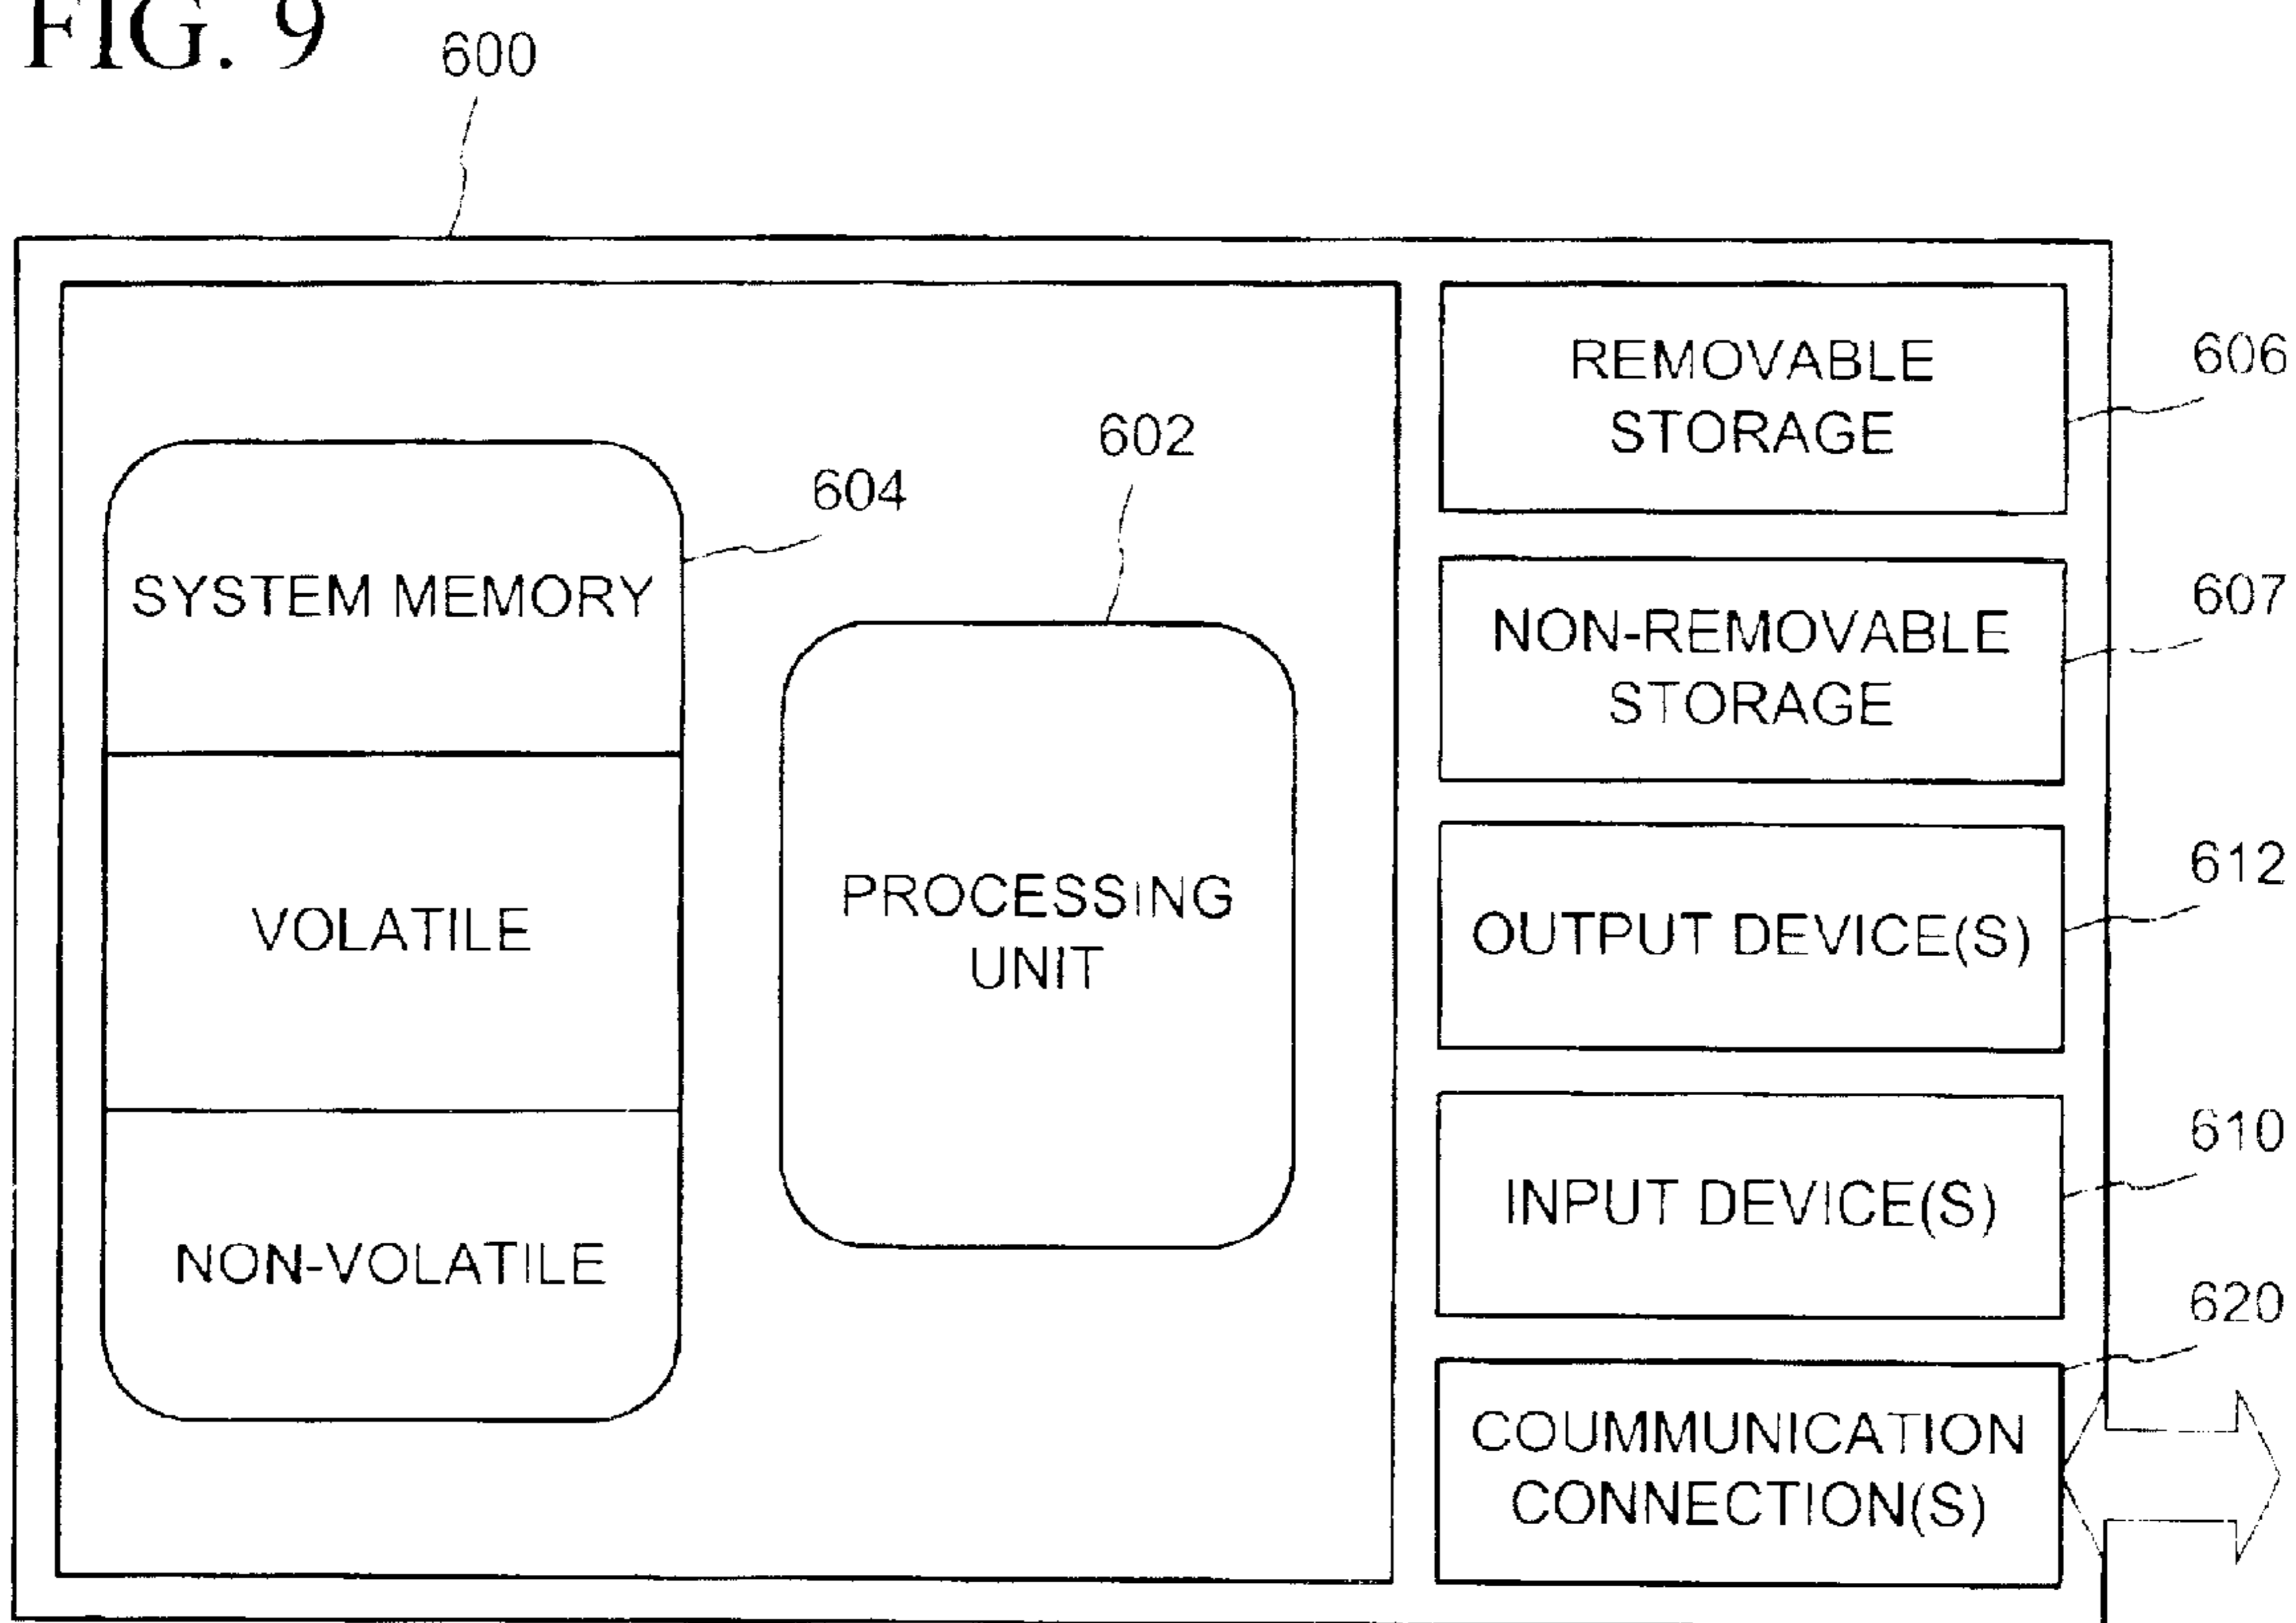 FIG. 9
600
REMOVABLE
STORAGE
606
602
604
SYSTEM MEMORY
NON-REMOVABLE
STORAGE
607
VOLATILE
PROCESSING
UNIT
OUTPUT DEVICE(S)
612
NON-VOLATILE
INPUT DEVICE(S)
610
620
COUMMUNICATION
CONNECTION(S)